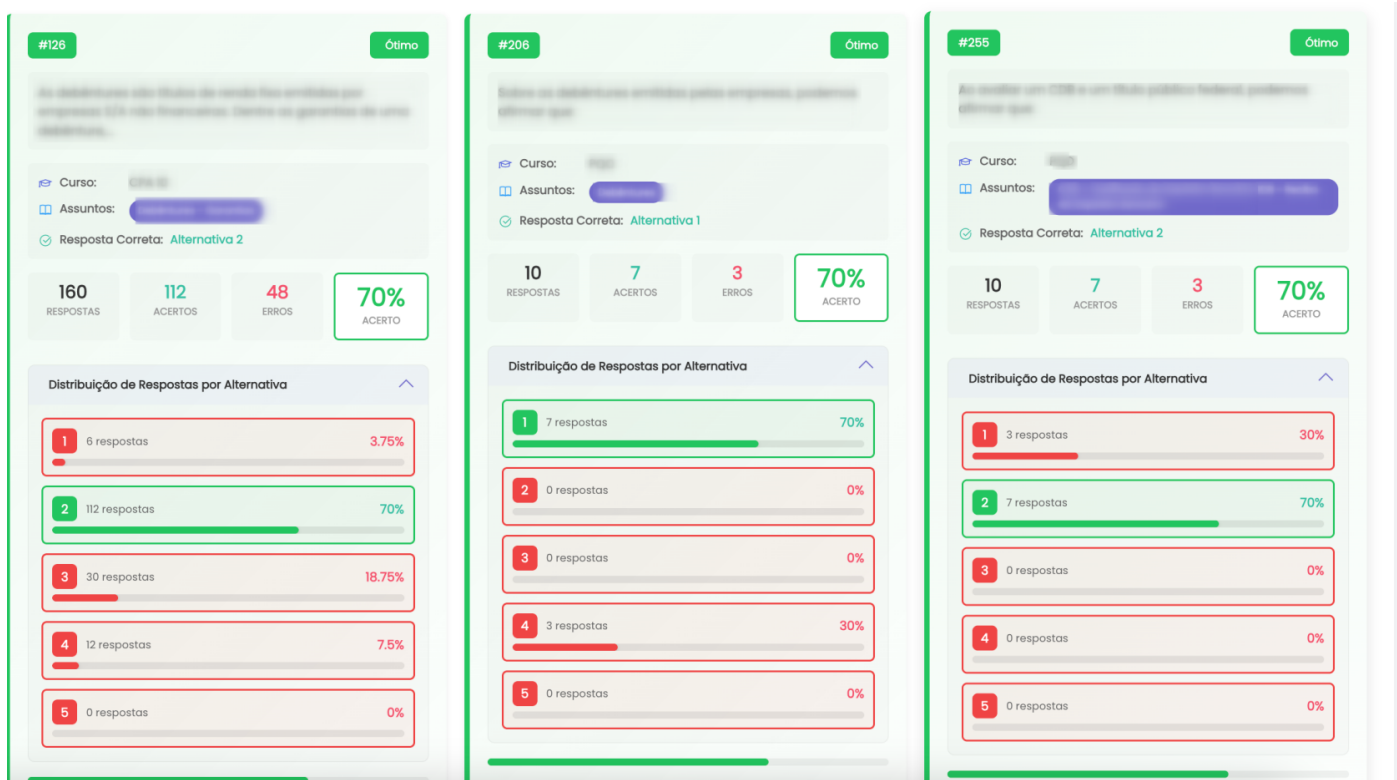 #126
Ótimo
Curso:
Assuntos:
Resposta Correta: Alternativa 2
160
RESPOSTAS
112
ACERTOS
48
ERROS
70%
ACERTO
Distribuição de Respostas por Alternativa
1 6 respostas 3.75%
2 112 respostas 70%
3 30 respostas 18.75%
4 12 respostas 7.5%
5 0 respostas 0%
#206
Ótimo
Curso:
Assuntos:
Resposta Correta: Alternativa 1
10
RESPOSTAS
7
ACERTOS
3
ERROS
70%
ACERTO
Distribuição de Respostas por Alternativa
1 7 respostas 70%
2 0 respostas 0%
3 0 respostas 0%
4 3 respostas 30%
5 0 respostas 0%
#255
Ótimo
Curso:
Assuntos:
Resposta Correta: Alternativa 2
10
RESPOSTAS
7
ACERTOS
3
ERROS
70%
ACERTO
Distribuição de Respostas por Alternativa
1 3 respostas 30%
2 7 respostas 70%
3 0 respostas 0%
4 0 respostas 0%
5 0 respostas 0%